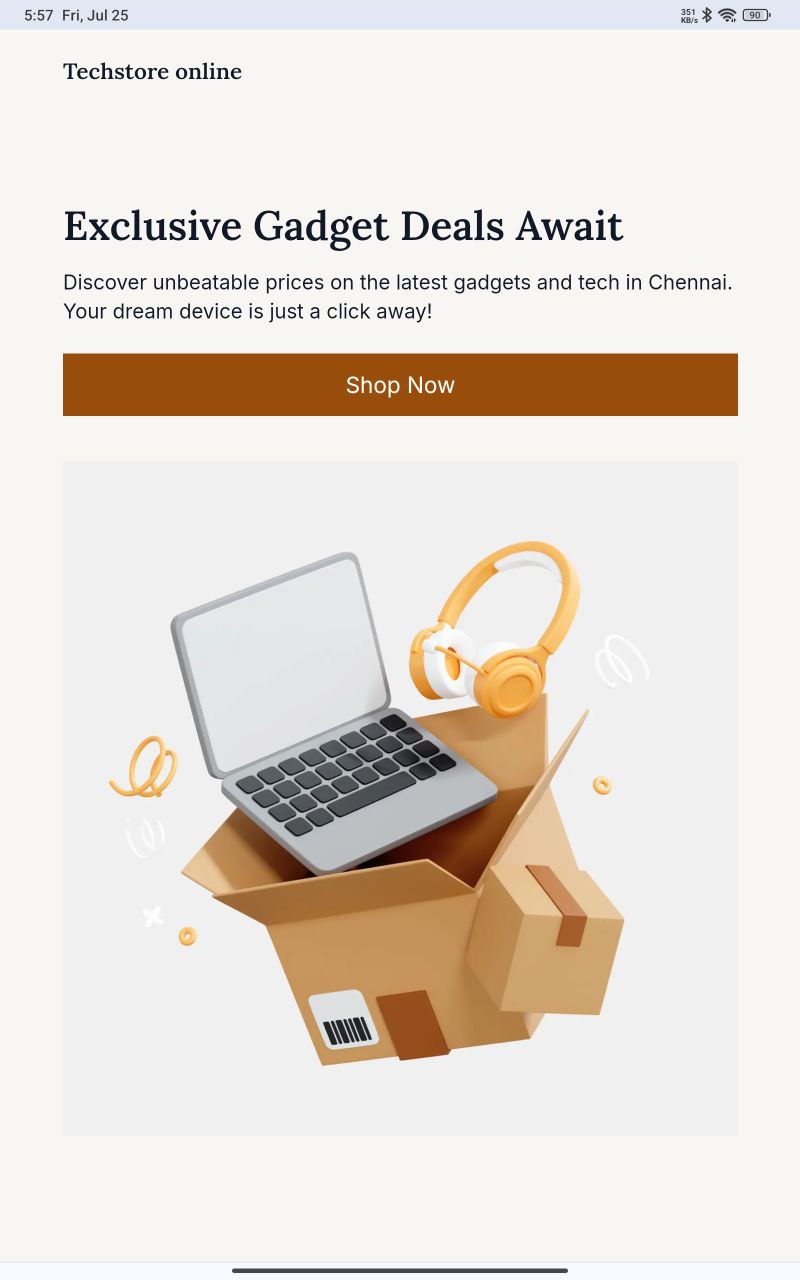 5:57 Fri, Jul 25
351
KB/s
90
Techstore online
Exclusive Gadget Deals Await
Discover unbeatable prices on the latest gadgets and tech in Chennai.
Your dream device is just a click away!
Shop Now